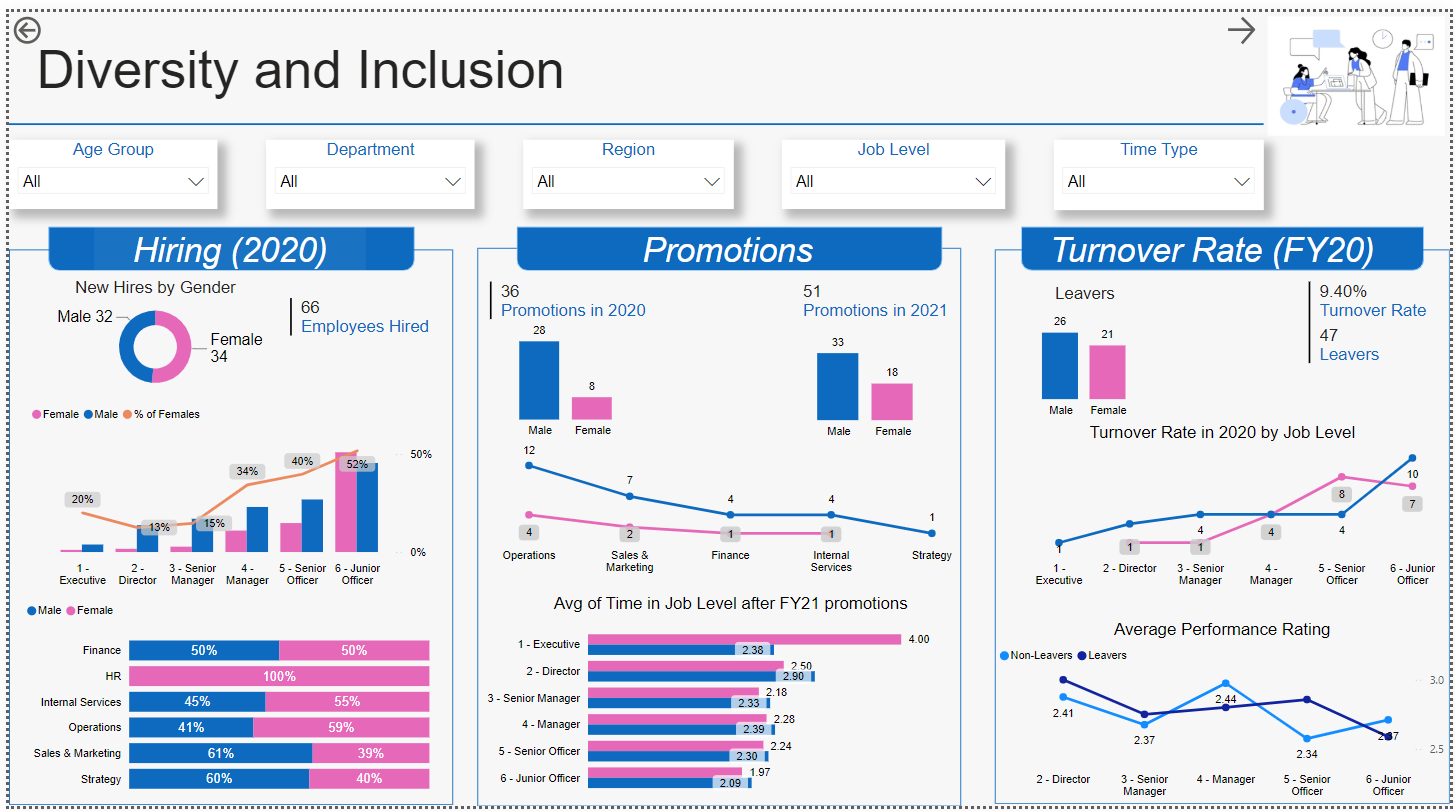 Diversity and Inclusion
Age Group
All
Department
All
Region
All
Job Level
All
Time Type
All
Hiring (2020)
New Hires by Gender
Male 32
Female
34
66
Employees Hired
Female Male % of Females
50%
0%
20%
13%
15%
34%
40%
52%
1 -
Executive
2 -
Director
3 - Senior
Manager
4 -
Manager
5 - Senior
Officer
6 - Junior
Officer
Male Female
Finance 50% 50%
HR 100%
Internal Services 45% 55%
Operations 41% 59%
Sales & Marketing 61% 39%
Strategy 60% 40%
Promotions
36
Promotions in 2020
51
Promotions in 2021
28
8
Male Female
33
18
Male Female
12
7
4
4
1
4
2
1
1
Operations
Sales &
Marketing
Finance
Internal
Services
Strategy
Avg of Time in Job Level after FY21 promotions
1 - Executive 4.00
2.38
2 - Director 2.50
2.90
3 - Senior Manager 2.18
2.33
4 - Manager 2.28
2.39
5 - Senior Officer 2.24
2.30
6 - Junior Officer 1.97
2.09
Turnover Rate (FY20)
Leavers
26
21
Male Female
9.40%
Turnover Rate
47
Leavers
Turnover Rate in 2020 by Job Level
1
1
4
1
4
8
4
10
7
1 -
Executive
2 - Director
3 - Senior
Manager
4 -
Manager
5 - Senior
Officer
6 - Junior
Officer
Average Performance Rating
Non-Leavers Leavers
3.0
2.5
2.41
2.37
2.44
2.34
2 - Director
3 - Senior
Manager
4 - Manager
5 - Senior
Officer
6 - Junior
Officer